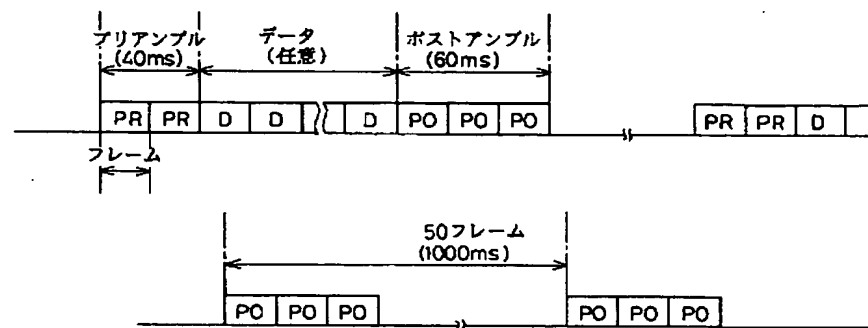 プリアンブル データ ポストアンブル
(40ms) (任意) (60ms)
PR PR D D D PO PO PO PR PR D
フレーム
50フレーム
(1000ms)
PO PO PO PO PO PO